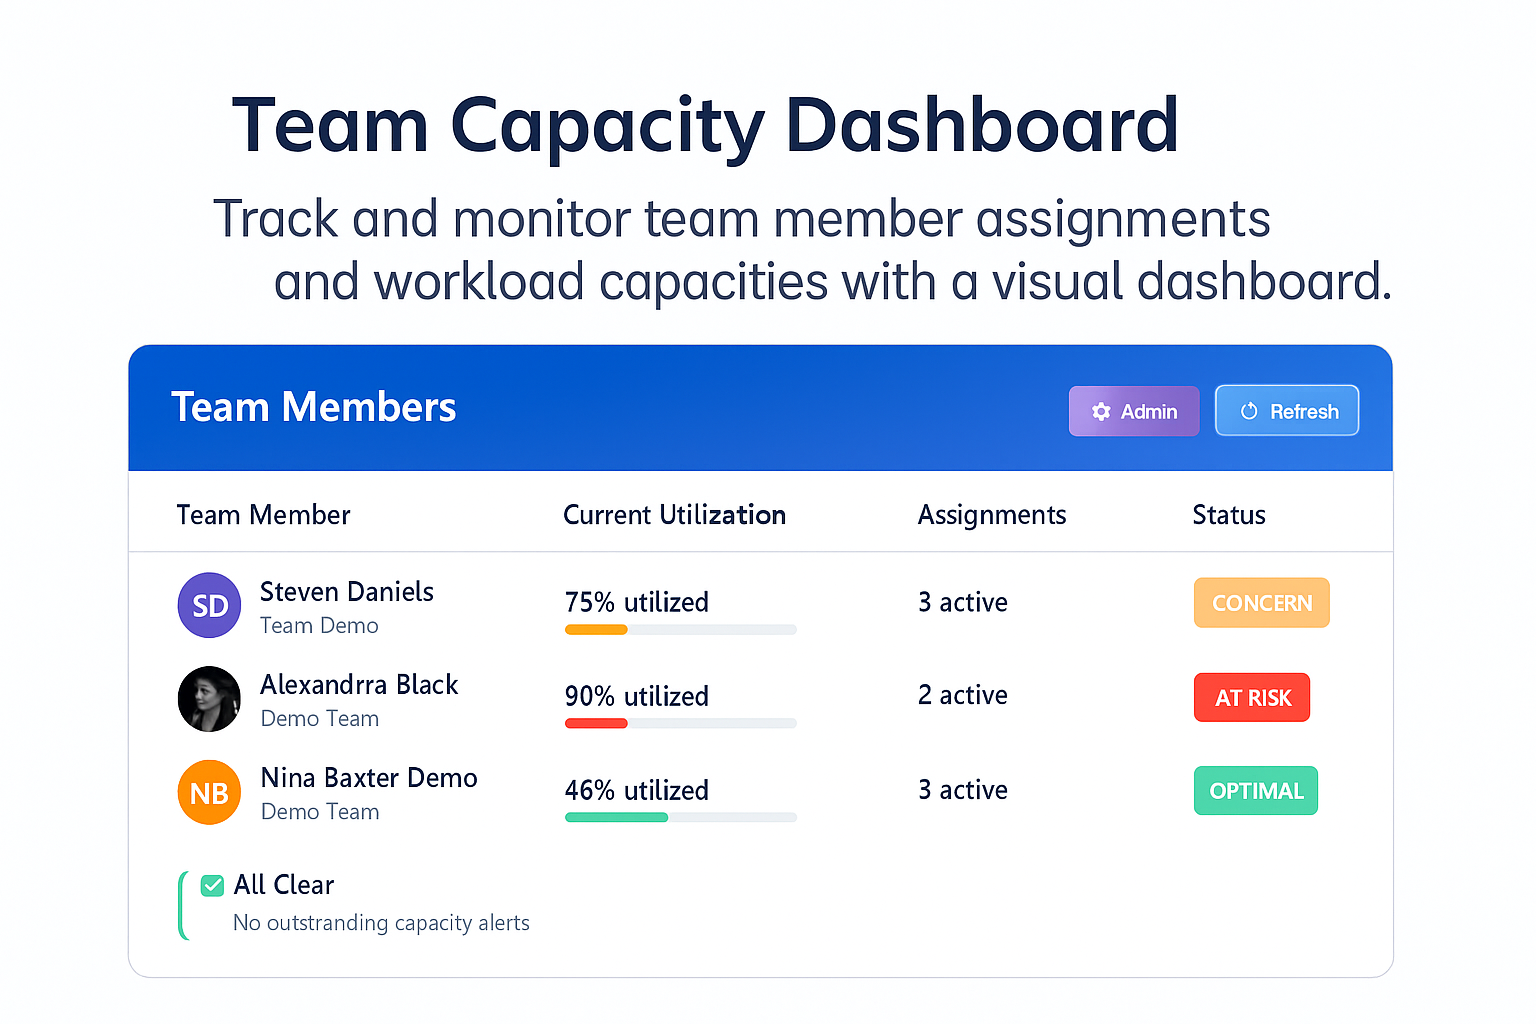 Team Capacity Dashboard
Track and monitor team member assignments
and workload capacities with a visual dashboard.
Team Members
Admin
Refresh
Team Member
Current Utilization
Assignments
Status
SD
Steven Daniels
Team Demo
75% utilized
3 active
CONCERN
Alexandrra Black
Demo Team
90% utilized
2 active
AT RISK
NB
Nina Baxter Demo
Demo Team
46% utilized
3 active
OPTIMAL
All Clear
No outstranding capacity alerts